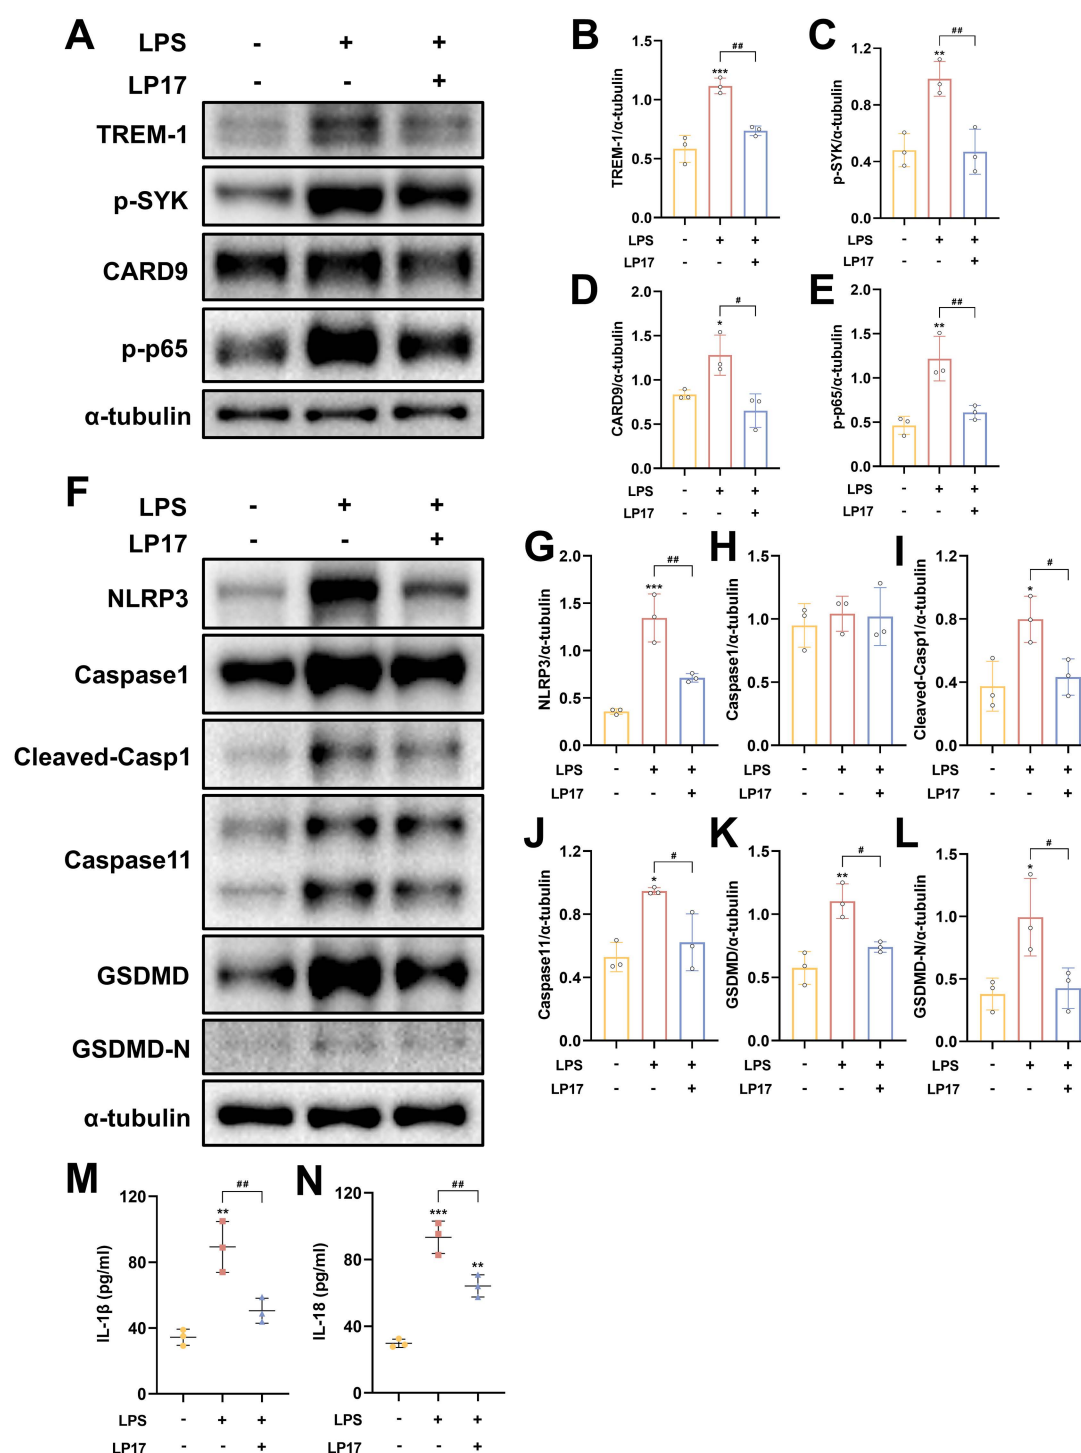 A
LPS - + +
LP17 - - +
TREM-1
p-SYK
CARD9
p-p65
α-tubulin
B
TREM-1/α-tubulin
1.5
1.0
0.5
0.0
***
##
LPS - + +
LP17 - - +
C
p-SYK/α-tubulin
1.2
0.8
0.4
0.0
**
##
LPS - + +
LP17 - - +
D
CARD9/α-tubulin
2.0
1.5
1.0
0.5
0.0
*
#
LPS - + +
LP17 - - +
E
p-p65/α-tubulin
2.0
1.5
1.0
0.5
0.0
**
##
LPS - + +
LP17 - - +
F
LPS - + +
LP17 - - +
NLRP3
Caspase1
Cleaved-Casp1
Caspase11
GSDMD
GSDMD-N
α-tubulin
G
NLRP3/α-tubulin
2.0
1.5
1.0
0.5
0.0
***
##
LPS - + +
LP17 - - +
H
Caspase1/α-tubulin
1.5
1.0
0.5
0.0
LPS - + +
LP17 - - +
I
Cleaved-Casp1/α-tubulin
1.2
0.8
0.4
0.0
*
#
LPS - + +
LP17 - - +
J
Caspase11/α-tubulin
1.2
0.8
0.4
0.0
*
#
LPS - + +
LP17 - - +
K
GSDMD/α-tubulin
1.5
1.0
0.5
0.0
**
#
LPS - + +
LP17 - - +
L
GSDMD-N/α-tubulin
1.5
1.0
0.5
0.0
*
#
LPS - + +
LP17 - - +
M
IL-1β (pg/ml)
120
80
40
0
**
##
LPS - + +
LP17 - - +
N
IL-18 (pg/ml)
120
80
40
0
***
##
**
LPS - + +
LP17 - - +